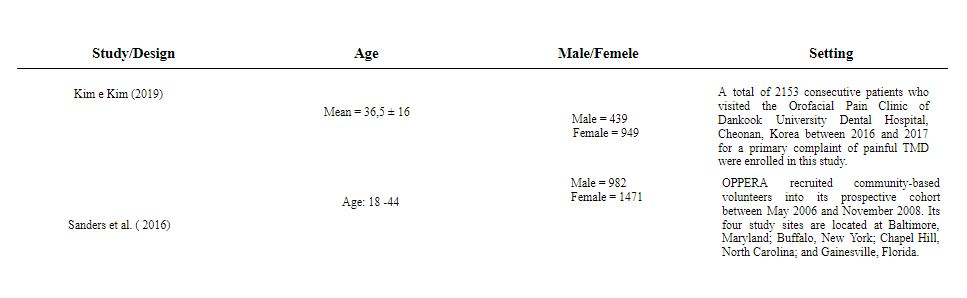 Study/Design Age Male/Femele Setting
Kim e Kim (2019)
Mean = 36,5 ± 16
Male = 439
Female = 949
A total of 2153 consecutive patients who
visited the Orofacial Pain Clinic of
Dankook University Dental Hospital,
Cheonan, Korea between 2016 and 2017
for a primary complaint of painful TMD
were enrolled in this study.
Sanders et al. ( 2016)
Age: 18 -44
Male = 982
Female = 1471
OPPERA recruited community-based
volunteers into its prospective cohort
between May 2006 and November 2008. Its
four study sites are located at Baltimore,
Maryland; Buffalo, New York; Chapel Hill,
North Carolina; and Gainesville, Florida.